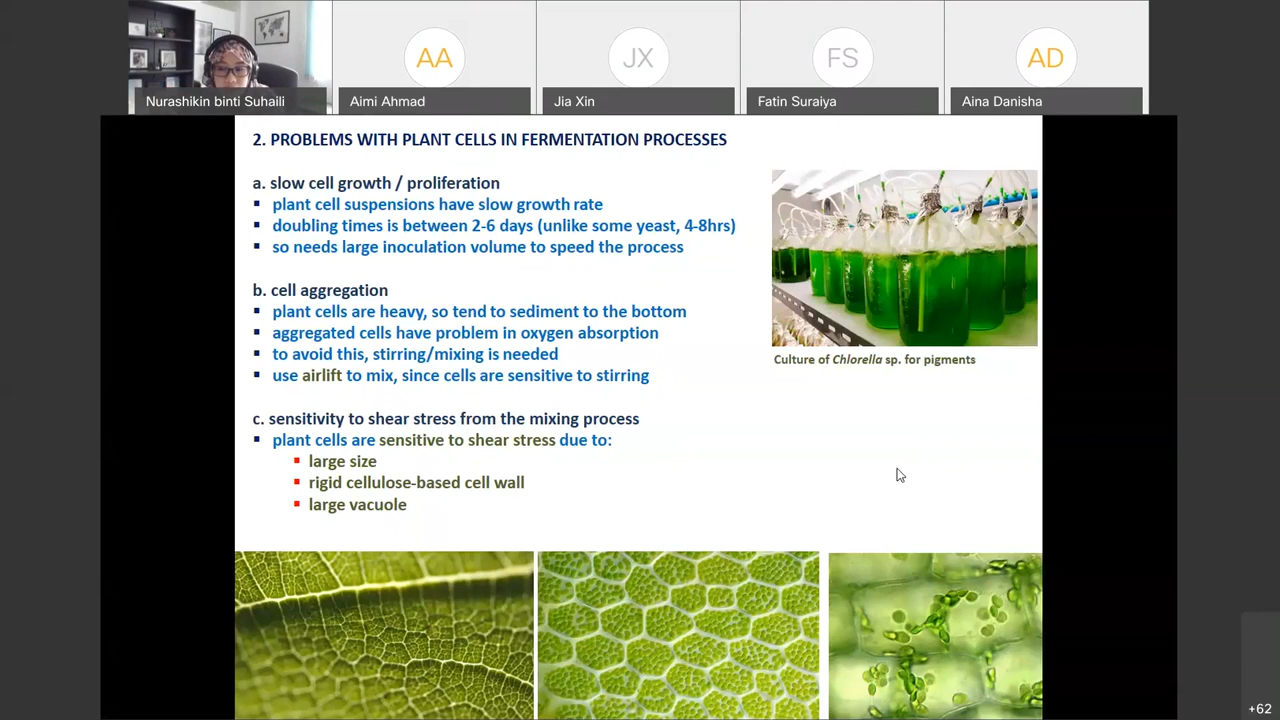 AA
JX
FS
AD
Nurashikin binti Suhaili
Aimi Ahmad
Jia Xin
Fatin Suraiya
Aina Danisha
2. PROBLEMS WITH PLANT CELLS IN FERMENTATION PROCESSES
a. slow cell growth / proliferation
▪ plant cell suspensions have slow growth rate
▪ doubling times is between 2-6 days (unlike some yeast, 4-8hrs)
▪ so needs large inoculation volume to speed the process
b. cell aggregation
▪ plant cells are heavy, so tend to sediment to the bottom
▪ aggregated cells have problem in oxygen absorption
▪ to avoid this, stirring/mixing is needed
▪ use airlift to mix, since cells are sensitive to stirring
Culture of Chlorella sp. for pigments
c. sensitivity to shear stress from the mixing process
▪ plant cells are sensitive to shear stress due to:
▪ large size
▪ rigid cellulose-based cell wall
▪ large vacuole
+62